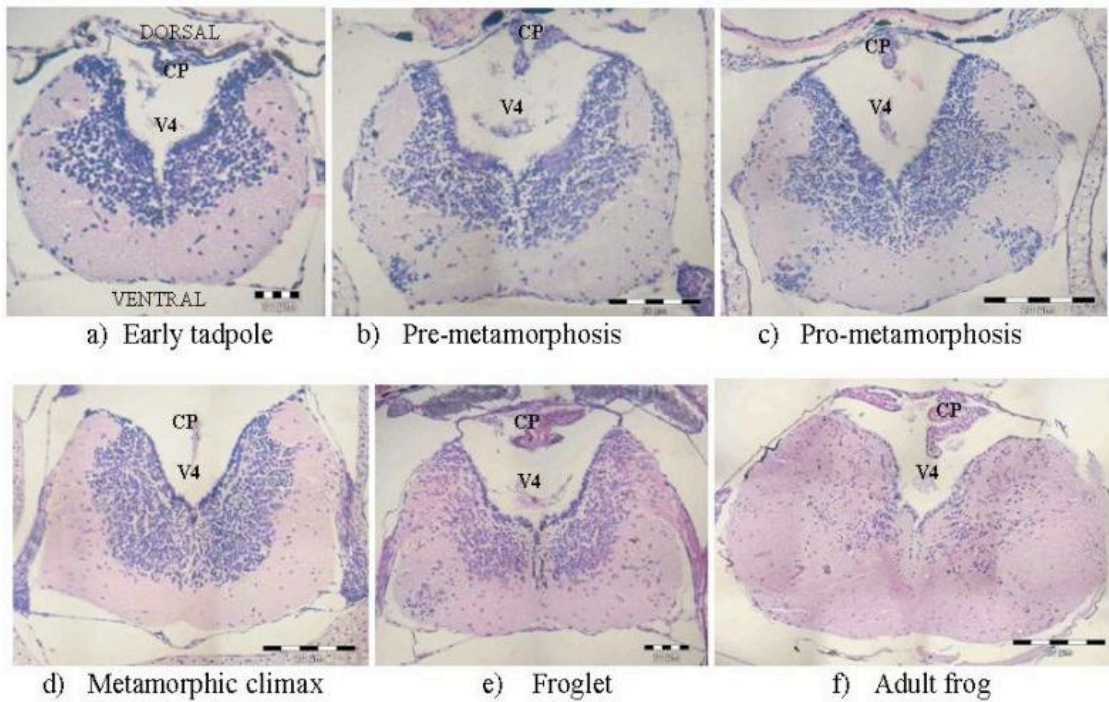 DORSAL
CP
V4
VENTRAL
a) Early tadpole
CP
V4
b) Pre-metamorphosis
CP
V4
c) Pro-metamorphosis
CP
V4
d) Metamorphic climax
CP
V4
e) Froglet
CP
V4
f) Adult frog